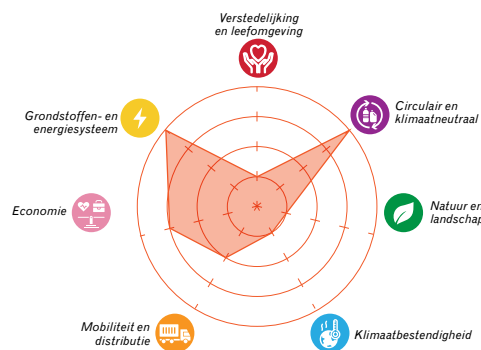 Verstedelijking
en leefomgeving
Grondstoffen- en
energiesysteem
Circulair en
klimaatneutraal
Economie
Natuur en
landschap
Mobiliteit en
distributie
Klimaatbestendigheid